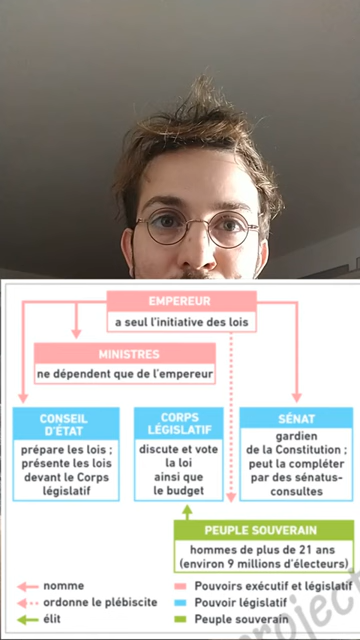 EMPEREUR
a seul l'initiative des lois
MINISTRES
ne dépendent que de l'empereur
CONSEIL
D'ÉTAT
prépare les lois ;
présente les lois
devant le Corps
législatif
CORPS
LÉGISLATIF
discute et vote
la loi
ainsi que
le budget
SÉNAT
gardien
de la Constitution ;
peut la compléter
par des sénatus-
consultes
PEUPLE SOUVERAIN
hommes de plus de 21 ans
(environ 9 millions d'électeurs)
nomme
ordonne le plébiscite
élit
Pouvoirs exécutif et législatif
Pouvoir législatif
Peuple souverain